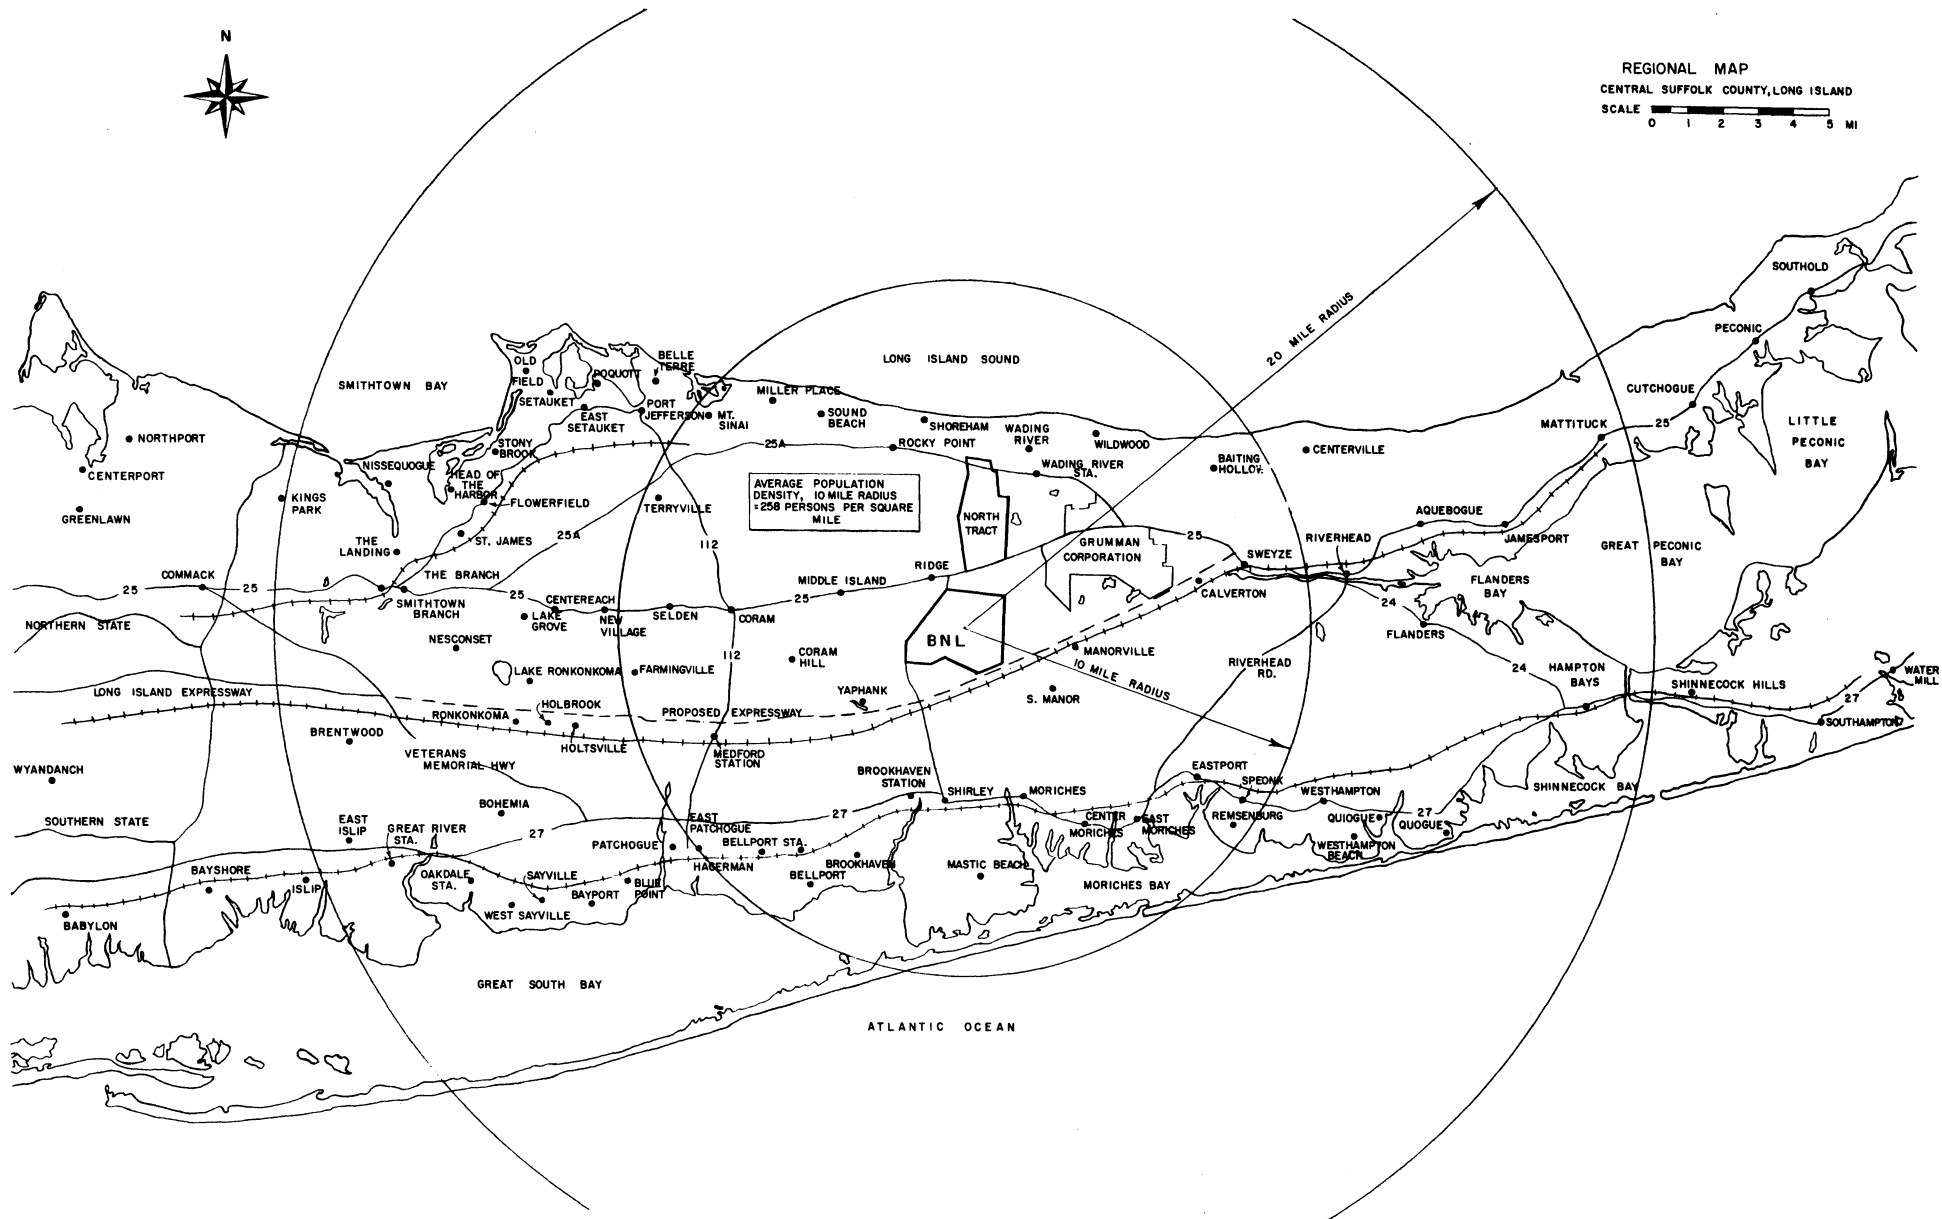 N
REGIONAL MAP
CENTRAL SUFFOLK COUNTY, LONG ISLAND
SCALE
0 1 2 3 4 5 MI
20 MILE RADIUS
SOUTHOLD
PECONIC
CUTCHOGUE
MATTITUCK
25
LITTLE
PECONIC
BAY
LONG ISLAND SOUND
SMITHTOWN BAY
OLD
FIELD
POQUOTT
BELLE
TERRE
SETAUKET
EAST
SETAUKET
PORT
JEFFERSON
MT.
SINAI
MILLER PLACE
SOUND
BEACH
SHOREHAM
ROCKY POINT
25A
WADING
RIVER
WILDWOOD
WADING RIVER
STA.
BAITING
HOLLOW
CENTERVILLE
NORTHPORT
CENTERPORT
GREENLAWN
KINGS
PARK
NISSEQUOGUE
STONY
BROOK
HEAD OF
THE
HARBOR
FLOWERFIELD
TERRYVILLE
AVERAGE POPULATION
DENSITY, 10 MILE RADIUS
=258 PERSONS PER SQUARE
MILE
NORTH
TRACT
GRUMMAN
CORPORATION
25
RIVERHEAD
AQUEBOGUE
JAMESPORT
GREAT PECONIC
BAY
THE
LANDING
ST. JAMES
25A
112
SWEYZE
COMMACK
25
25
THE BRANCH
25
SMITHTOWN
BRANCH
CENTEREACH
LAKE
GROVE
NEW
VILLAGE
SELDEN
CORAM
25
MIDDLE ISLAND
RIDGE
CALVERTON
24
FLANDERS
BAY
FLANDERS
NORTHERN STATE
NESCONSET
BNL
MANORVILLE
10 MILE RADIUS
RIVERHEAD
RD.
24
HAMPTON
BAYS
SHINNECOCK HILLS
WATER
MILL
27
SOUTHAMPTON
112
CORAM
HILL
LAKE RONKONKOMA
FARMINGVILLE
LONG ISLAND EXPRESSWAY
YAPHANK
S. MANOR
RONKONKOMA
HOLBROOK
PROPOSED EXPRESSWAY
BRENTWOOD
HOLTSVILLE
VETERANS
MEMORIAL HWY
MEDFORD
STATION
WYANDANCH
BROOKHAVEN
STATION
SHIRLEY
MORICHES
EASTPORT
SPEONK
WESTHAMPTON
SHINNECOCK BAY
SOUTHERN STATE
EAST
ISLIP
GREAT RIVER
STA.
BOHEMIA
27
EAST
PATCHOGUE
27
CENTER
MORICHES
EAST
MORICHES
REMSENBURG
QUIOGUE
27
QUOGUE
WESTHAMPTON
BEACH
PATCHOGUE
BELLPORT STA.
HAGERMAN
BROOKHAVEN
BELLPORT
MASTIC BEACH
MORICHES BAY
BAYSHORE
ISLIP
OAKDALE
STA.
SAYVILLE
WEST SAYVILLE
BAYPORT
BLUE
POINT
BABYLON
GREAT SOUTH BAY
ATLANTIC OCEAN